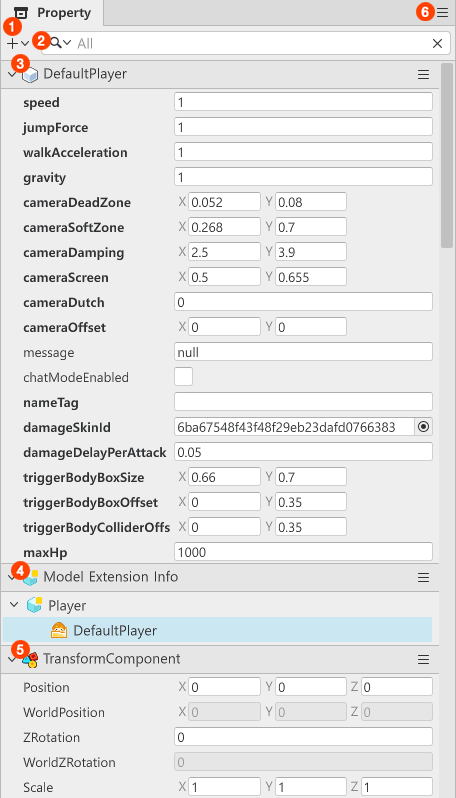 Property
6
1
2
All
3
DefaultPlayer
speed 1
jumpForce 1
walkAcceleration 1
gravity 1
cameraDeadZone X 0.052 Y 0.08
cameraSoftZone X 0.268 Y 0.7
cameraDamping X 2.5 Y 3.9
cameraScreen X 0.5 Y 0.655
cameraDutch 0
cameraOffset X 0 Y 0
message null
chatModeEnabled
nameTag
damageSkinId 6ba67548f43f48f29eb23dafd0766383
damageDelayPerAttack 0.05
triggerBodyBoxSize X 0.66 Y 0.7
triggerBodyBoxOffset X 0 Y 0.35
triggerBodyColliderOffs X 0 Y 0.35
maxHp 1000
4
Model Extension Info
Player
DefaultPlayer
5
TransformComponent
Position X 0 Y 0 Z 0
WorldPosition X 0 Y 0 Z 0
ZRotation 0
WorldZRotation 0
Scale X 1 Y 1 Z 1